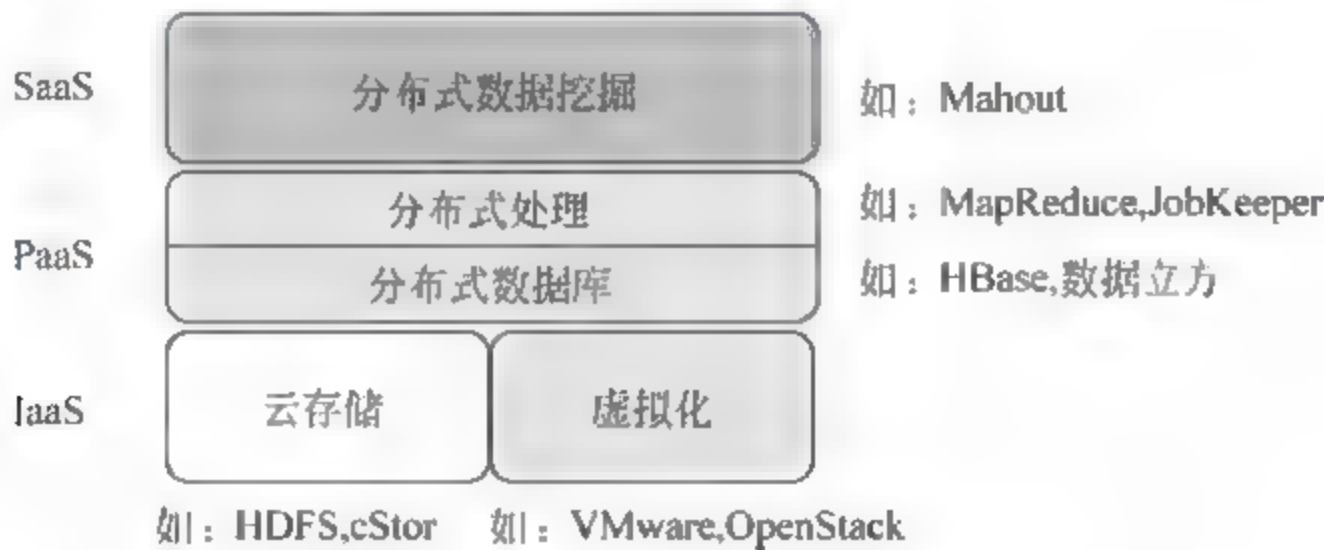 SaaS 分布式数据挖掘 如：Mahout
分布式处理 如：MapReduce,JobKeeper
PaaS
分布式数据库 如：HBase,数据立方
IaaS 云存储 虚拟化
如：HDFS,cStor 如：VMware,OpenStack